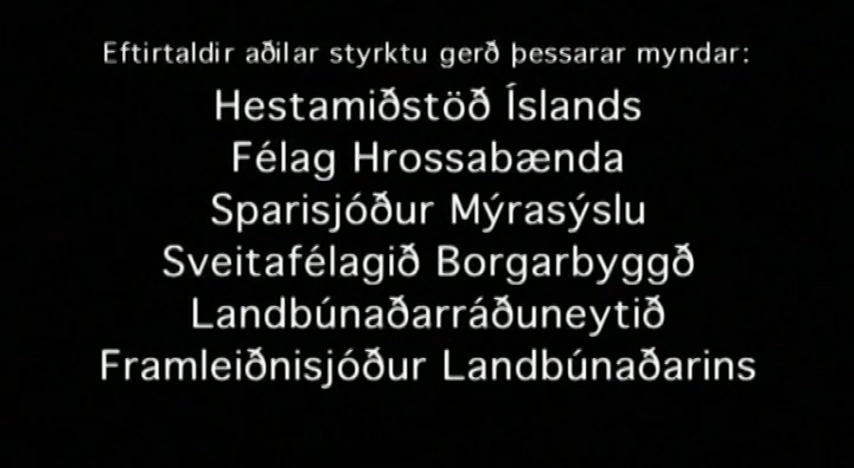 Eftirtaldir aðilar styrktu gerð þessarar myndar:
Hestamiðstöð Íslands
Félag Hrossabænda
Sparisjóður Mýrasýslu
Sveitafélagið Borgarbyggð
Landbúnaðarráðuneytið
Framleiðnisjóður Landbúnaðarins